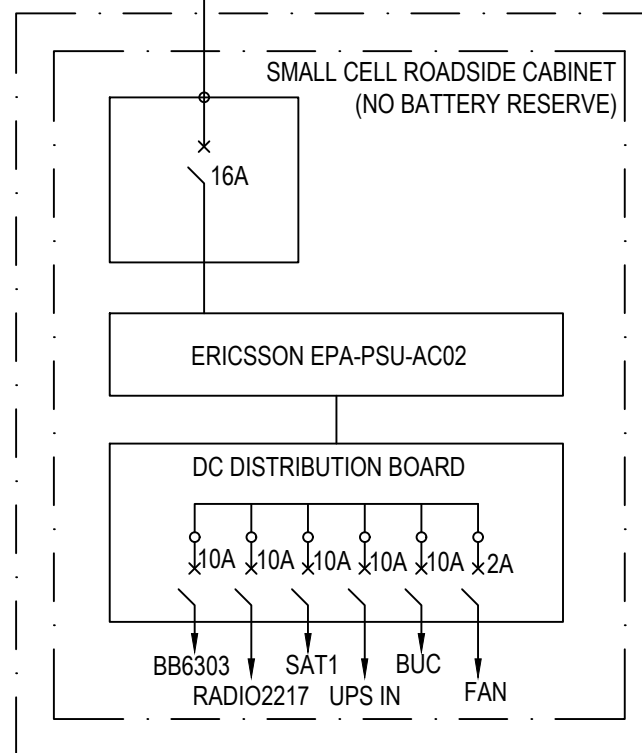 SMALL CELL ROADSIDE CABINET
(NO BATTERY RESERVE)
16A
ERICSSON EPA-PSU-AC02
DC DISTRIBUTION BOARD
10A 10A 10A 10A 10A 2A
BB6303 SAT1 BUC
RADIO2217 UPS IN FAN